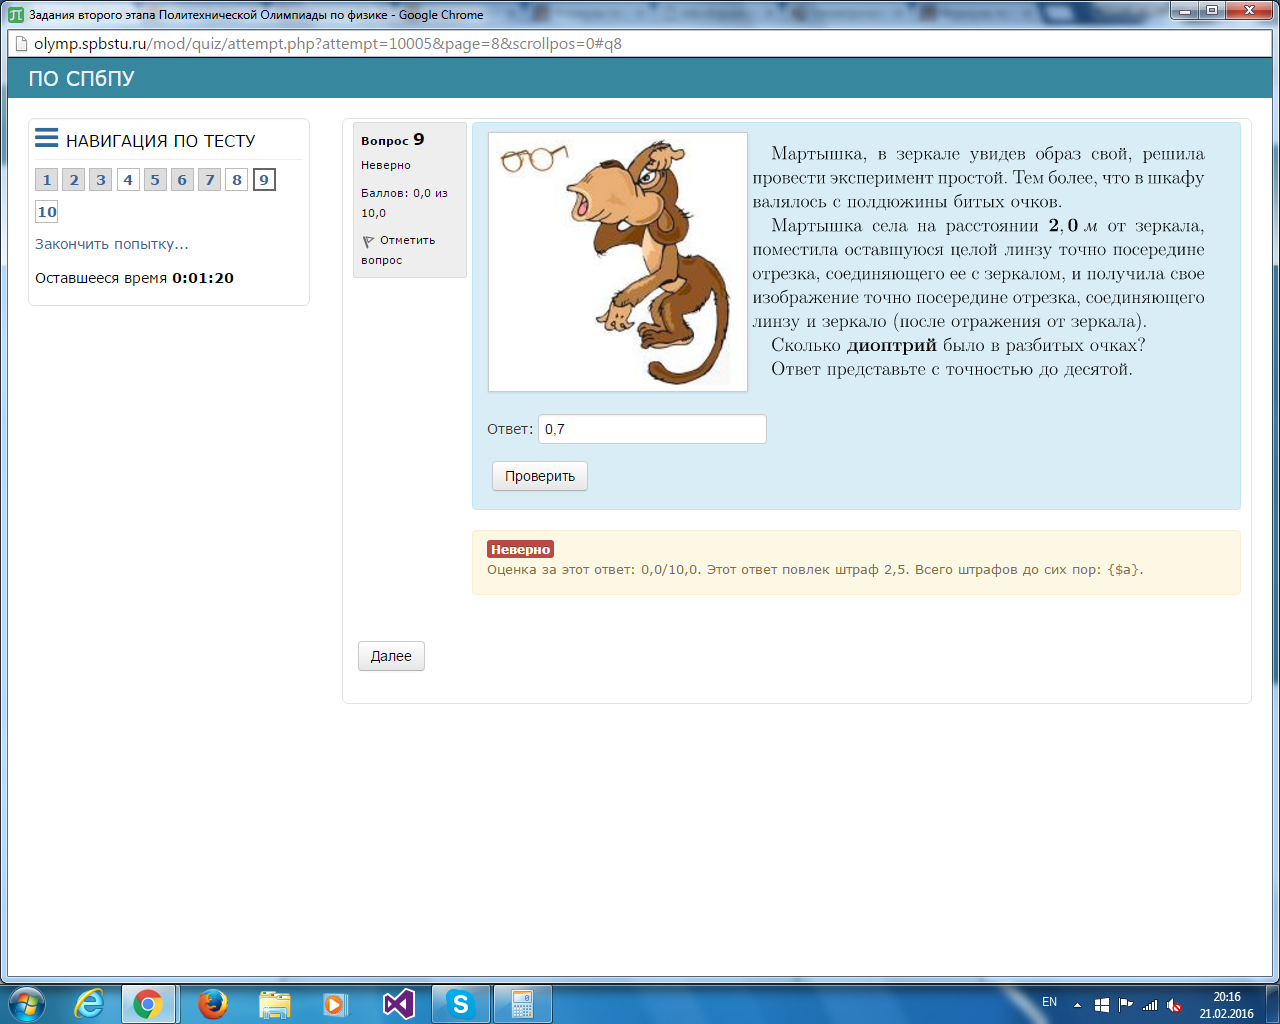 Задания второго этапа Политехнической Олимпиады по физике - Google Chrome
olymp.spbstu.ru/mod/quiz/attempt.php?attempt=10005&page=8&scrollpos=0#q8
ПО СПбПУ
НАВИГАЦИЯ ПО ТЕСТУ
1 2 3 4 5 6 7 8 9
10
Закончить попытку...
Оставшееся время 0:01:20
Вопрос 9
Неверно
Баллов: 0,0 из
10,0
Отметить
вопрос
Мартышка, в зеркале увидев образ свой, решила
провести эксперимент простой. Тем более, что в шкафу
валялось с полдюжины битых очков.
Мартышка села на расстоянии 2,0 м от зеркала,
поместила оставшуюся целой линзу точно посередине
отрезка, соединяющего ее с зеркалом, и получила свое
изображение точно посередине отрезка, соединяющего
линзу и зеркало (после отражения от зеркала).
Сколько диоптрий было в разбитых очках?
Ответ представьте с точностью до десятой.
Ответ: 0,7
Проверить
Неверно
Оценка за этот ответ: 0,0/10,0. Этот ответ повлек штраф 2,5. Всего штрафов до сих пор: {$a}.
Далее
EN
20:16
21.02.2016